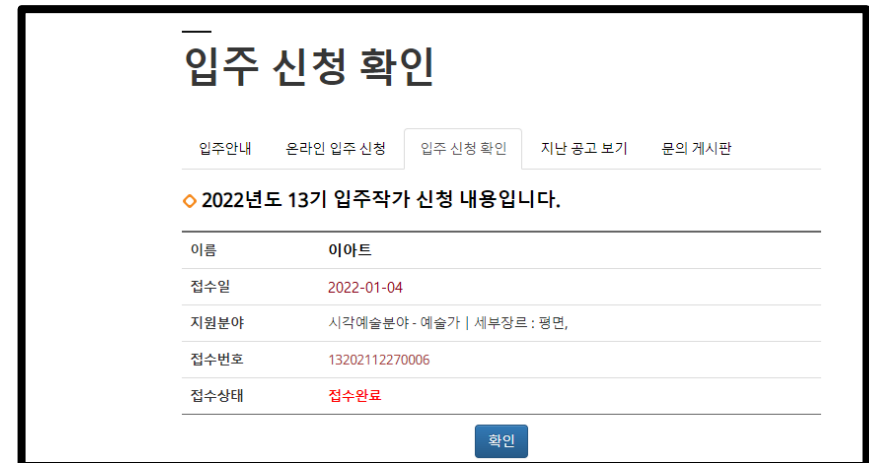 입주 신청 확인
입주안내 온라인 입주 신청 입주 신청 확인 지난 공고 보기 문의 게시판
◇ 2022년도 13기 입주작가 신청 내용입니다.
이름 이아트
접수일 2022-01-04
지원분야 시각예술분야 - 예술가 | 세부장르 : 평면,
접수번호 13202112270006
접수상태 접수완료
확인